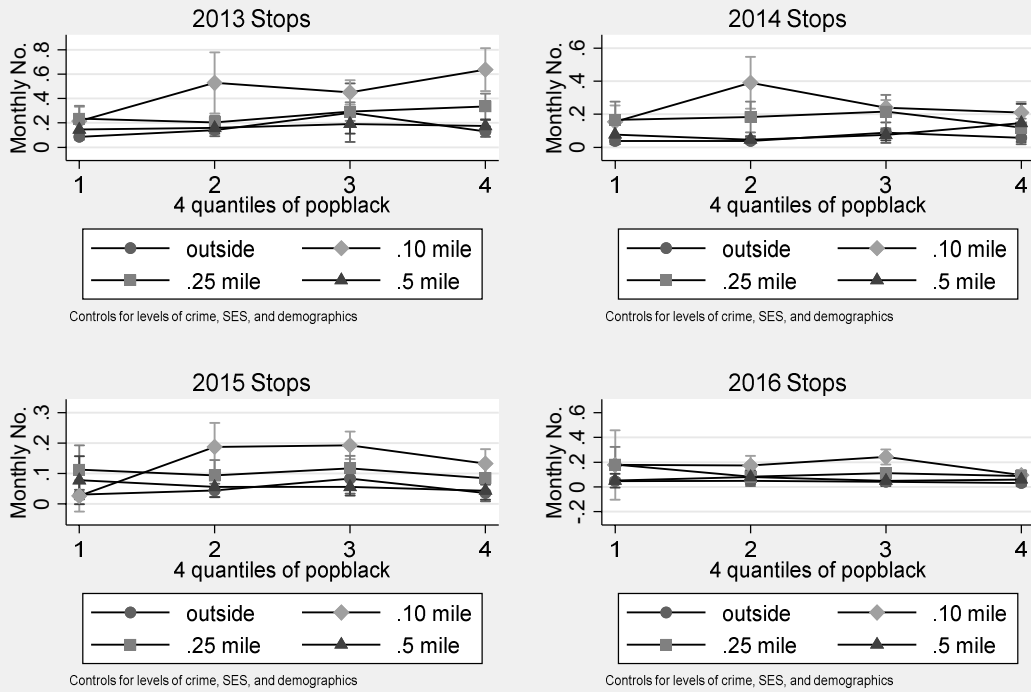 2013 Stops
Monthly No.
.8
.6
.4
.2
0
1 2 3 4
4 quantiles of popblack
outside .10 mile
.25 mile .5 mile
Controls for levels of crime, SES, and demographics
2014 Stops
Monthly No.
.6
.4
.2
0
1 2 3 4
4 quantiles of popblack
outside .10 mile
.25 mile .5 mile
Controls for levels of crime, SES, and demographics
2015 Stops
Monthly No.
.3
.2
.1
0
1 2 3 4
4 quantiles of popblack
outside .10 mile
.25 mile .5 mile
Controls for levels of crime, SES, and demographics
2016 Stops
Monthly No.
.6
.4
.2
0
-.2
1 2 3 4
4 quantiles of popblack
outside .10 mile
.25 mile .5 mile
Controls for levels of crime, SES, and demographics